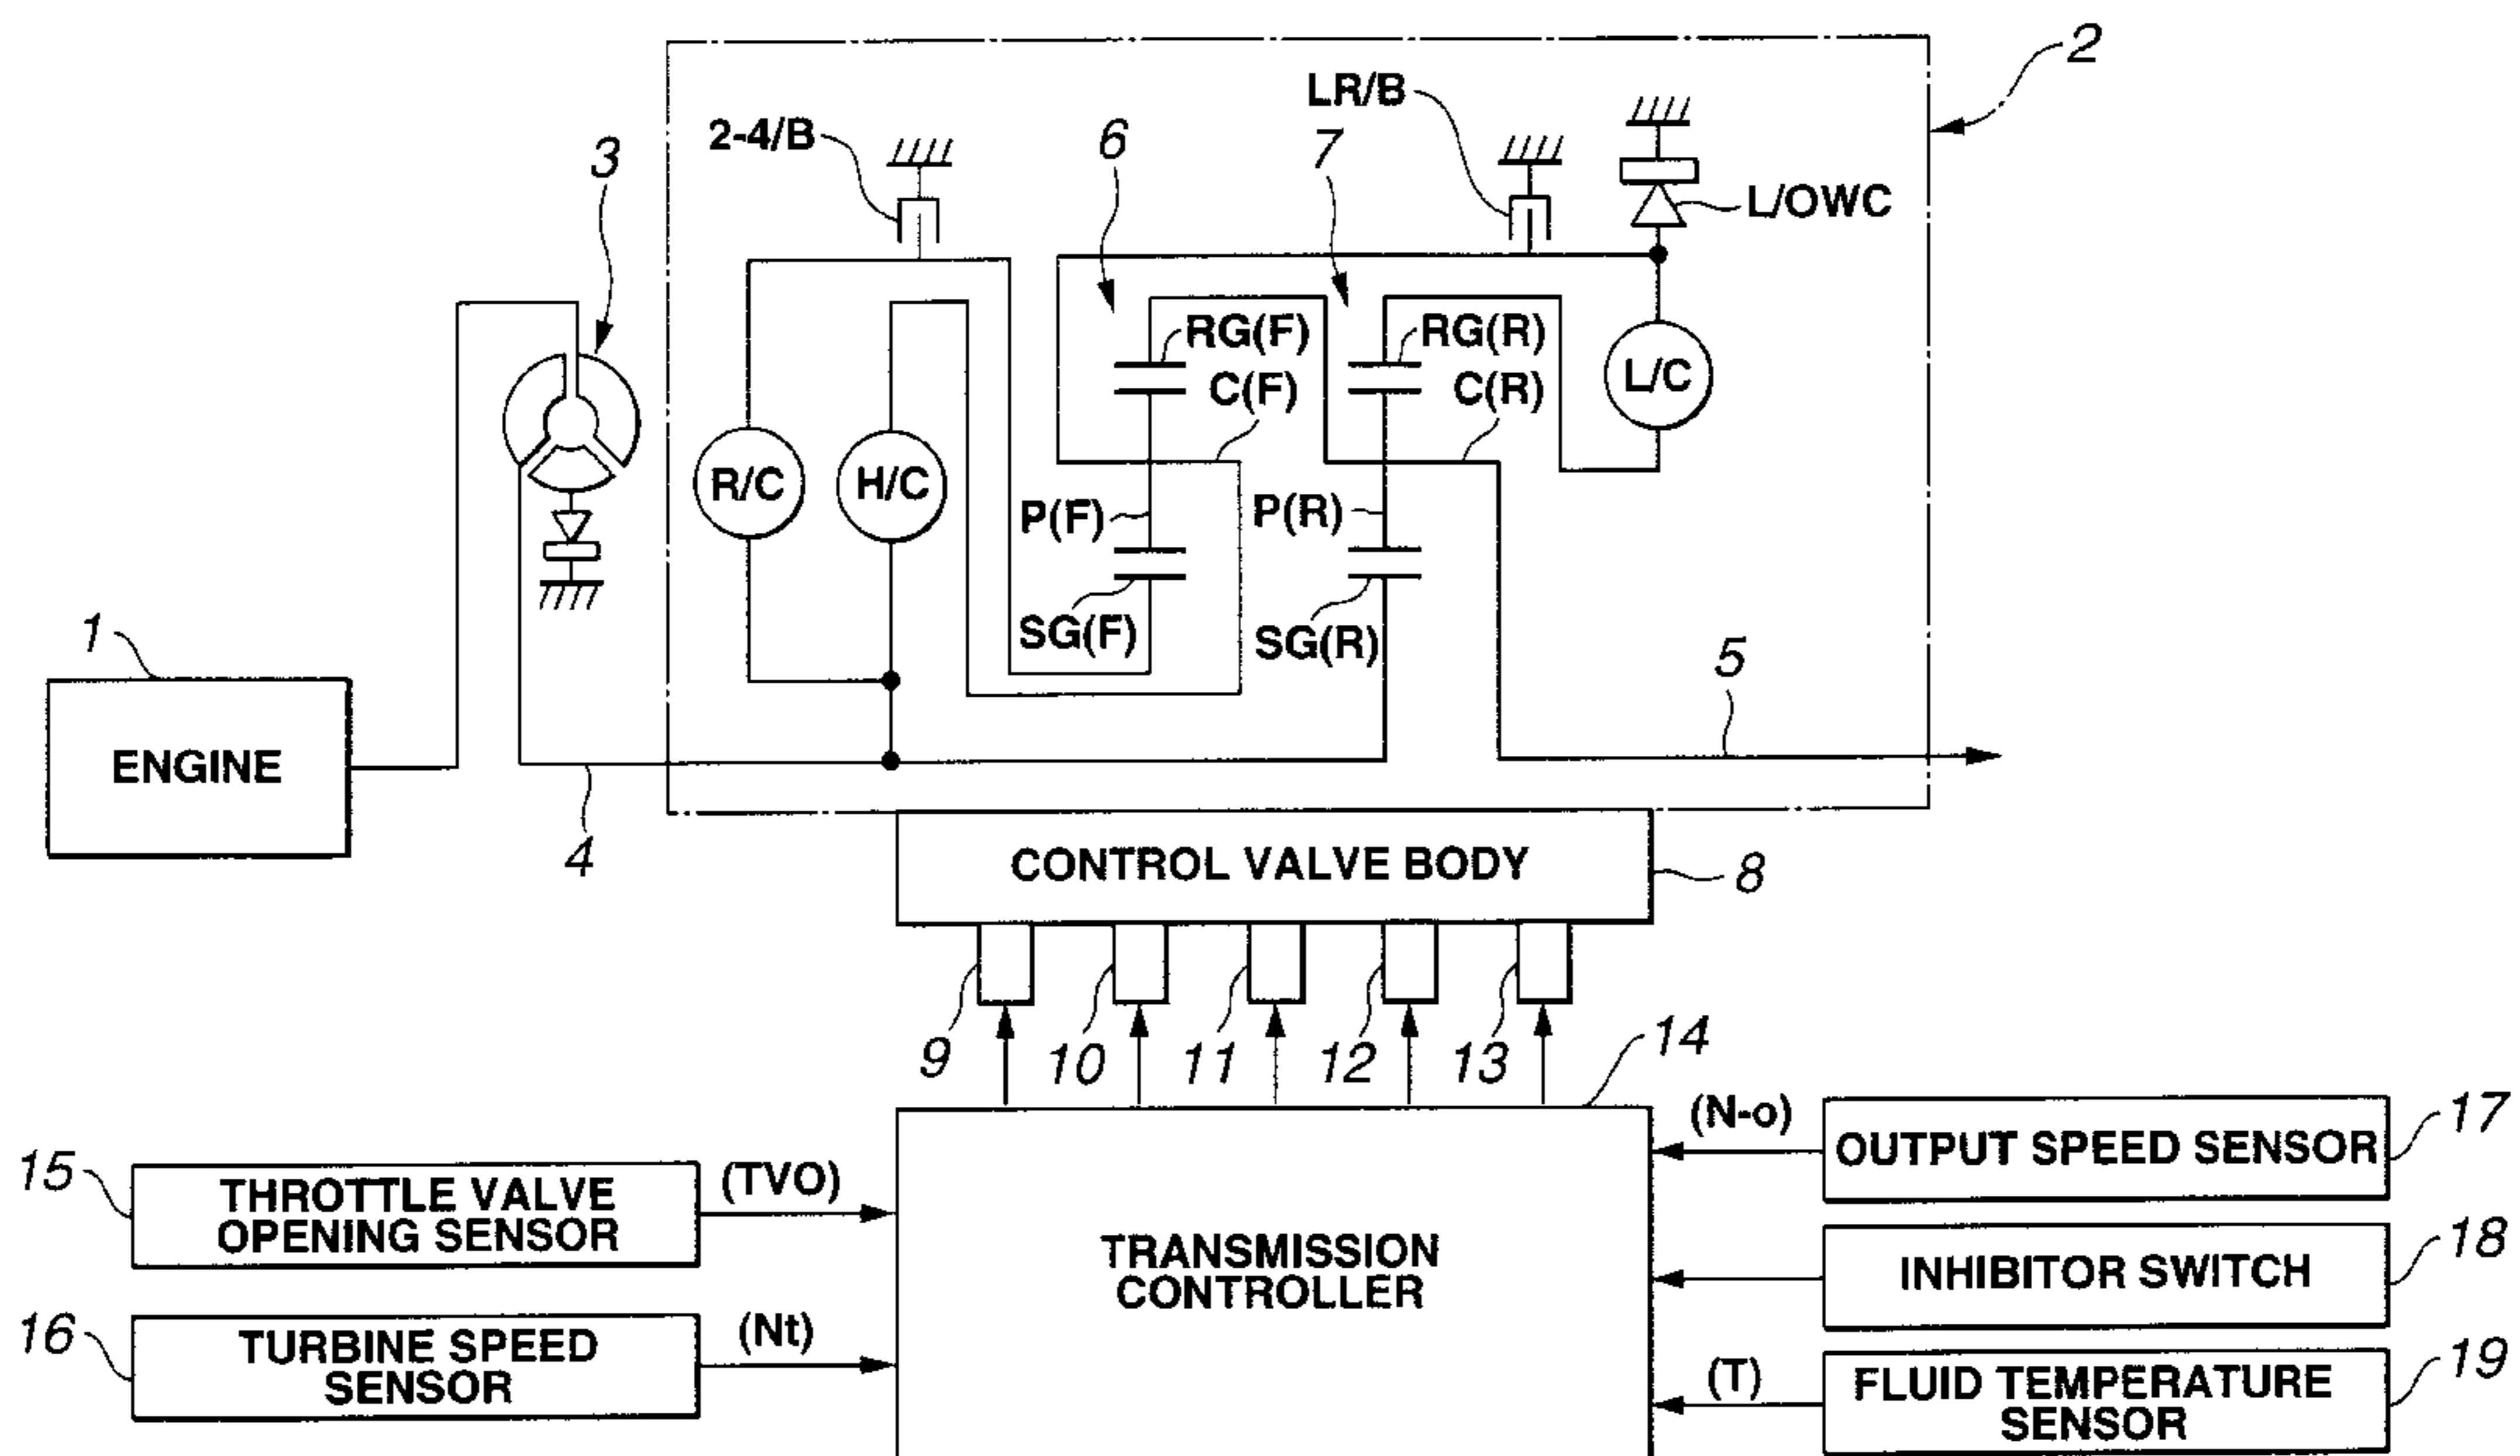 2
LR/B
2-4/B
6
7
3
L/OWC
RG(F)
RG(R)
C(F)
C(R)
L/C
R/C
H/C
P(F)
P(R)
SG(F)
SG(R)
1
5
ENGINE
4
CONTROL VALVE BODY
8
9
10
11
12
13
14
(N-o)
OUTPUT SPEED SENSOR
17
15
THROTTLE VALVE
OPENING SENSOR
(TVO)
TRANSMISSION
CONTROLLER
INHIBITOR SWITCH
18
16
TURBINE SPEED
SENSOR
(Nt)
(T)
FLUID TEMPERATURE
SENSOR
19